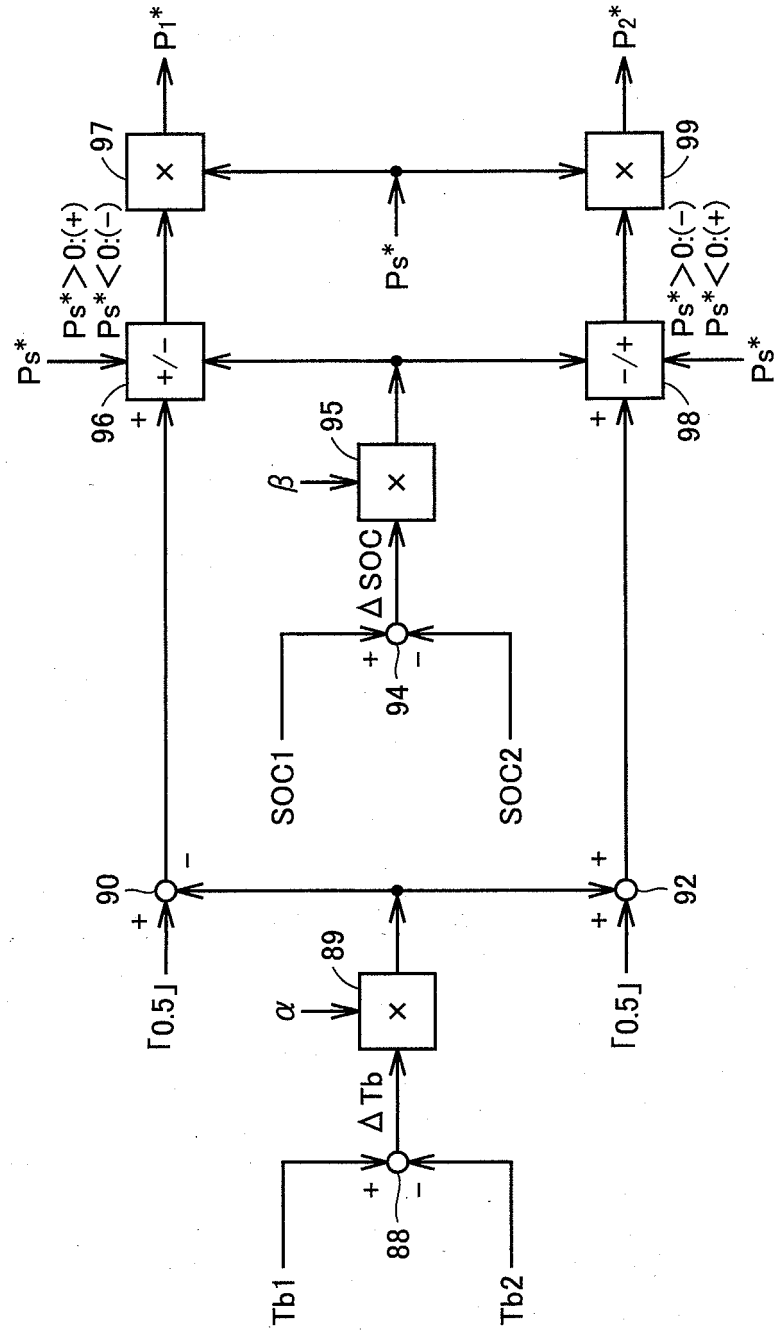 Tb1
Tb2
+
−
88
ΔTb
α
×
89
「0.5」
+
−
90
「0.5」
+
+
92
SOC1
SOC2
+
−
94
ΔSOC
β
×
95
Ps*
+
+/−
96
Ps*>0:(+)
Ps*<0:(−)
Ps*
+
−/+
98
Ps*>0:(−)
Ps*<0:(+)
Ps*
×
97
P1*
×
99
P2*